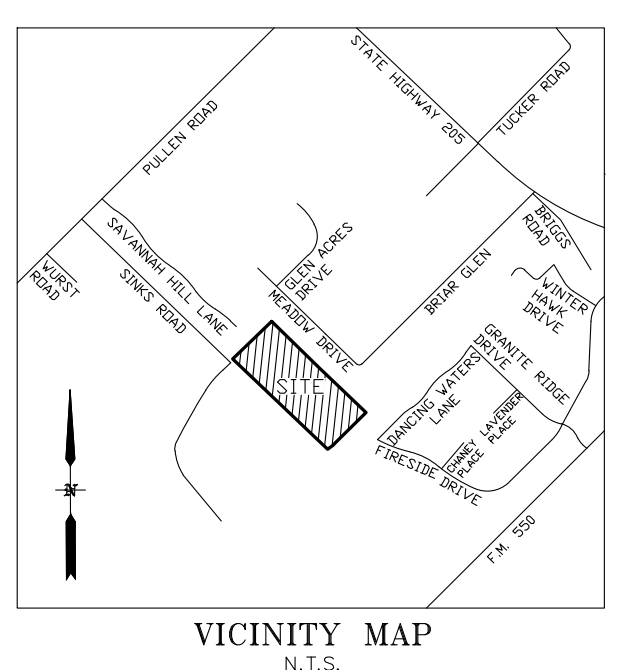 STATE HIGHWAY 205
TUCKER ROAD
PULLEN ROAD
BRIGGS
ROAD
SAVANNAH HILL LANE
GLEN ACRES
DRIVE
BRIAR GLEN
WURST
ROAD
SINKS ROAD
MEADOW DRIVE
WINTER
HAWK
DRIVE
GRANITE RIDGE
DRIVE
SITE
DANCING WATERS
LANE
LAVENDER
PLACE
CHANEY
PLACE
FIRESIDE DRIVE
N
F.M. 550
VICINITY MAP
N.T.S.